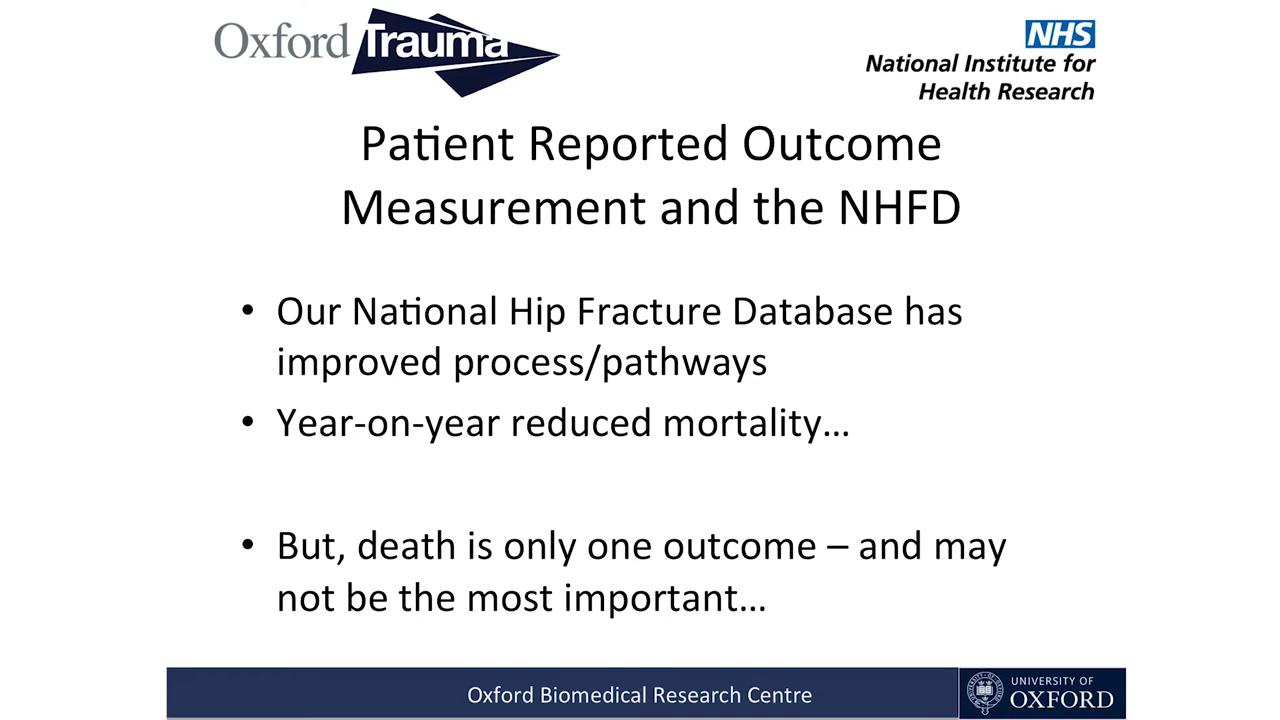 Oxford Trauma
NHS
National Institute for
Health Research
Patient Reported Outcome
Measurement and the NHFD
• Our National Hip Fracture Database has
improved process/pathways
• Year-on-year reduced mortality…
• But, death is only one outcome – and may
not be the most important…
Oxford Biomedical Research Centre
UNIVERSITY OF
OXFORD